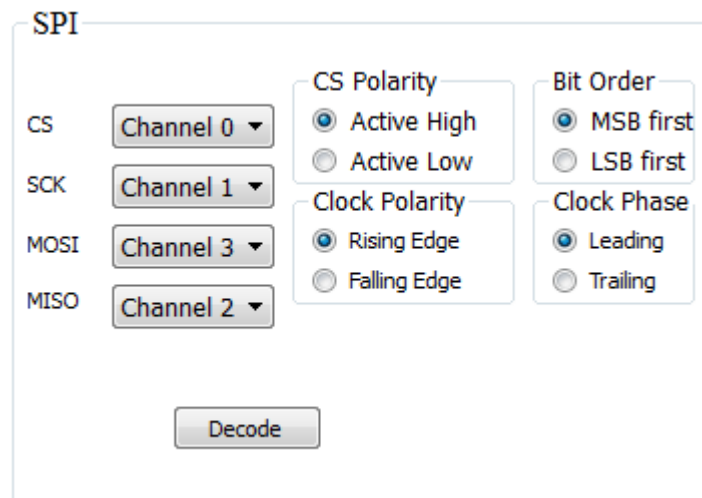 SPI
CS Polarity
Bit Order
CS
Channel 0
Active High
MSB first
Active Low
LSB first
SCK
Channel 1
Clock Polarity
Clock Phase
MOSI
Channel 3
Rising Edge
Leading
Falling Edge
Trailing
MISO
Channel 2
Decode